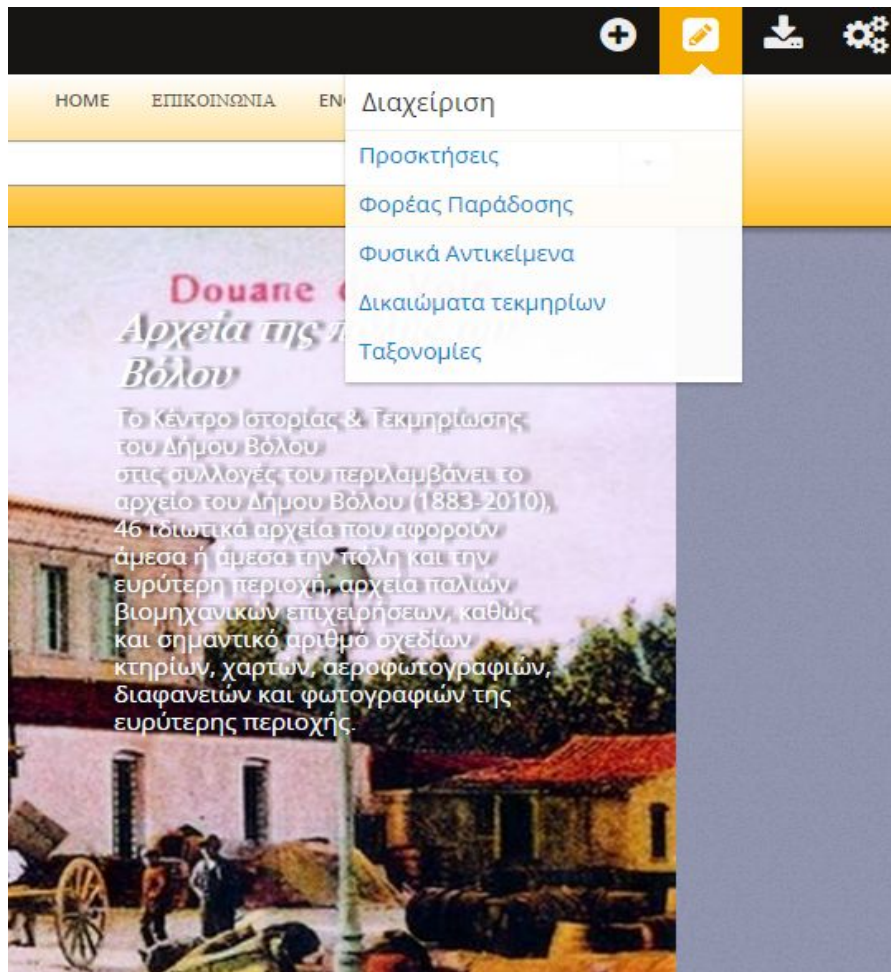 HOME ΕΠΙΚΟΙΝΩΝΙΑ
Διαχείριση
Προσκτήσεις
Φορέας Παράδοσης
Φυσικά Αντικείμενα
Δικαιώματα τεκμηρίων
Ταξονομίες
Douane
Αρχεία της
Βόλου
Το Κέντρο Ιστορίας & Τεκμηρίωσης
του Δήμου Βόλου
στις συλλογές του περιλαμβάνει το
αρχείο του Δήμου Βόλου (1883-2010),
46 ιδιωτικά αρχεία που αφορούν
άμεσα ή άμεσα την πόλη και την
ευρύτερη περιοχή, αρχεία παλιών
βιομηχανικών επιχειρήσεων, καθώς
και σημαντικό αριθμό σχεδίων
κτηρίων, χαρτών, αεροφωτογραφιών,
διαφανειών και φωτογραφιών της
ευρύτερης περιοχής.